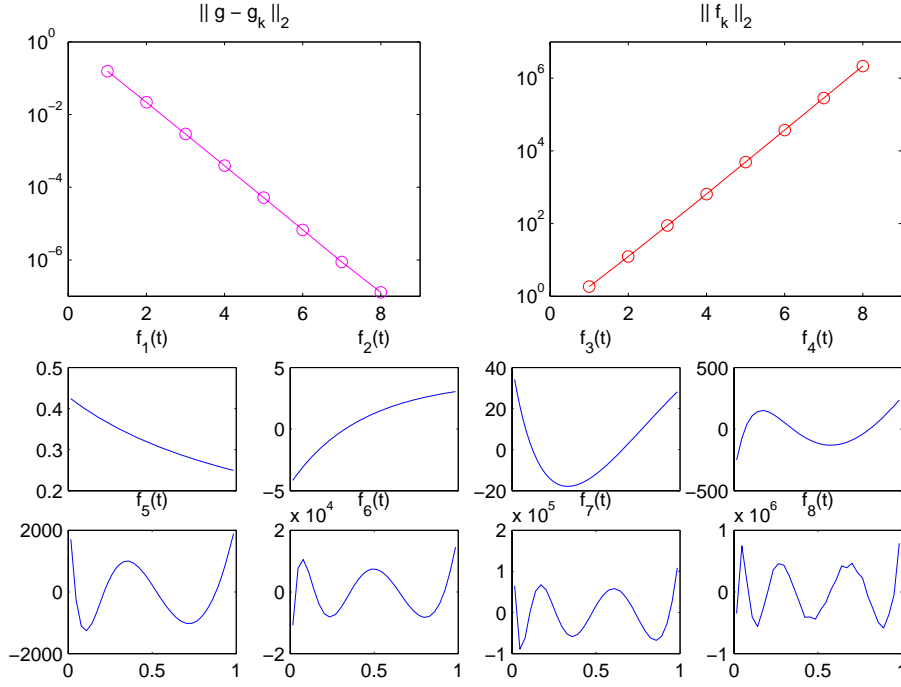 || g − g_k ||_2
|| f_k ||_2
10^0
10^−2
10^−4
10^−6
0 2 4 6 8
10^6
10^4
10^2
10^0
0 2 4 6 8
f_1(t)
f_2(t)
f_3(t)
f_4(t)
0.5
0.4
0.3
0.2
5
0
−5
40
20
0
−20
500
0
−500
f_5(t)
f_6(t)
f_7(t)
f_8(t)
2000
0
−2000
0 0.5 1
x 10^4
2
0
−2
0 0.5 1
x 10^5
2
1
0
−1
0 0.5 1
x 10^6
1
0
−1
0 0.5 1